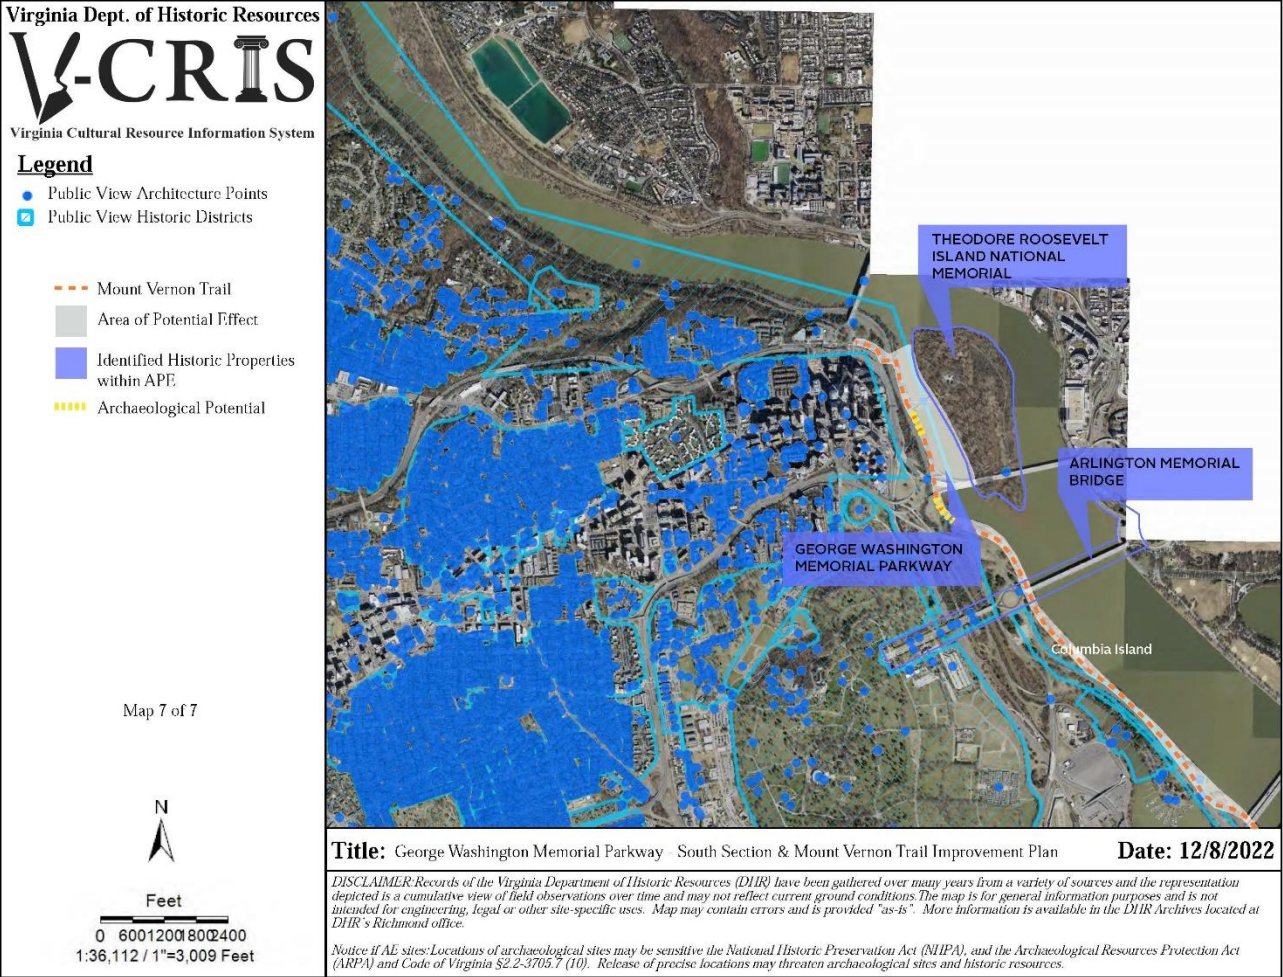 Virginia Dept. of Historic Resources
V-CRIS
Virginia Cultural Resource Information System
Legend
Public View Architecture Points
Public View Historic Districts
Mount Vernon Trail
Area of Potential Effect
Identified Historic Properties
within APE
Archaeological Potential
Map 7 of 7
N
Feet
0 600120018002400
1:36,112 / 1"=3,009 Feet
THEODORE ROOSEVELT
ISLAND NATIONAL
MEMORIAL
ARLINGTON MEMORIAL
BRIDGE
GEORGE WASHINGTON
MEMORIAL PARKWAY
Columbia Island
Title: George Washington Memorial Parkway - South Section & Mount Vernon Trail Improvement Plan
Date: 12/8/2022
DISCLAIMER:Records of the Virginia Department of Historic Resources (DHR) have been gathered over many years from a variety of sources and the representation
depicted is a cumulative view of field observations over time and may not reflect current ground conditions.The map is for general information purposes and is not
intended for engineering, legal or other site-specific uses. Map may contain errors and is provided "as-is". More information is available in the DHR Archives located at
DHR's Richmond office.
Notice if AE sites:Locations of archaeological sites may be sensitive the National Historic Preservation Act (NHPA), and the Archaeological Resources Protection Act
(ARPA) and Code of Virginia §2.2-3705.7 (10). Release of precise locations may threaten archaeological sites and historic resources.